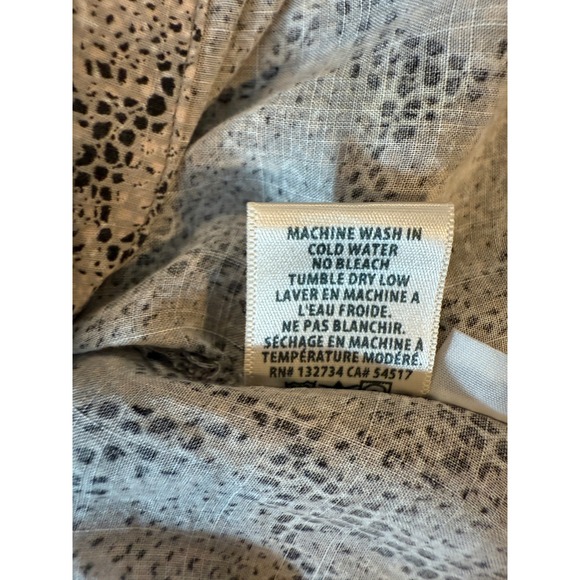 MACHINE WASH IN
COLD WATER
NO BLEACH
TUMBLE DRY LOW
LAVER EN MACHINE A
L'EAU FROIDE.
NE PAS BLANCHIR.
SÉCHAGE EN MACHINE A
TEMPÉRATURE MODÉRÉ.
RN# 132734 CA# 54517